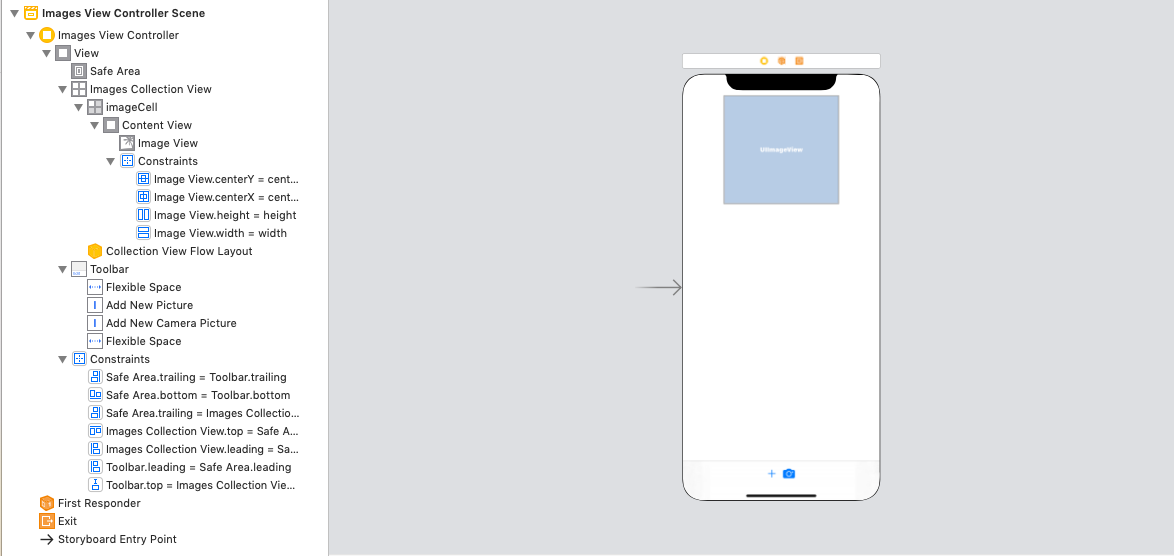 Images View Controller Scene
Images View Controller
View
Safe Area
Images Collection View
imageCell
Content View
Image View
Constraints
Image View.centerY = cent...
Image View.centerX = cent...
Image View.height = height
Image View.width = width
Collection View Flow Layout
Toolbar
Flexible Space
Add New Picture
Add New Camera Picture
Flexible Space
Constraints
Safe Area.trailing = Toolbar.trailing
Safe Area.bottom = Toolbar.bottom
Safe Area.trailing = Images Collectio...
Images Collection View.top = Safe A...
Images Collection View.leading = Sa...
Toolbar.leading = Safe Area.leading
Toolbar.top = Images Collection Vie...
First Responder
Exit
Storyboard Entry Point
UIImageView